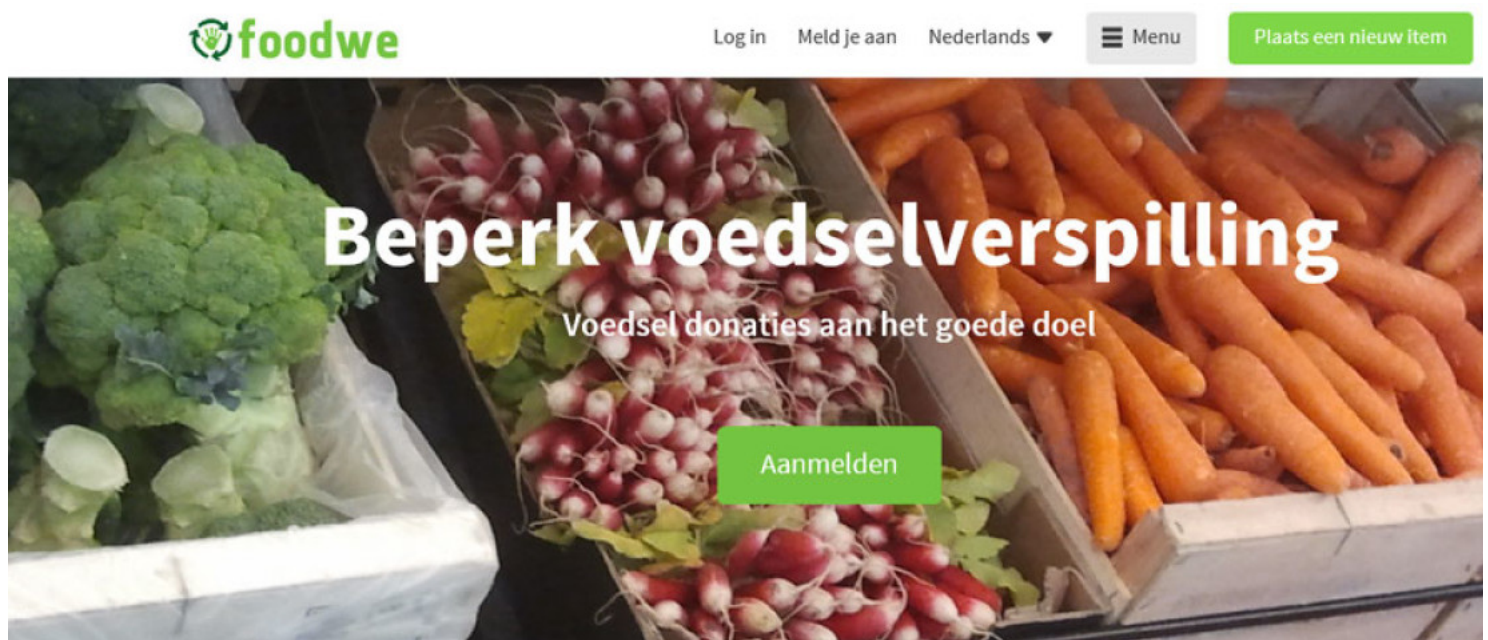 foodwe
Log in Meld je aan Nederlands Menu Plaats een nieuw item
Beperk voedselverspilling
Voedsel donaties aan het goede doel
Aanmelden